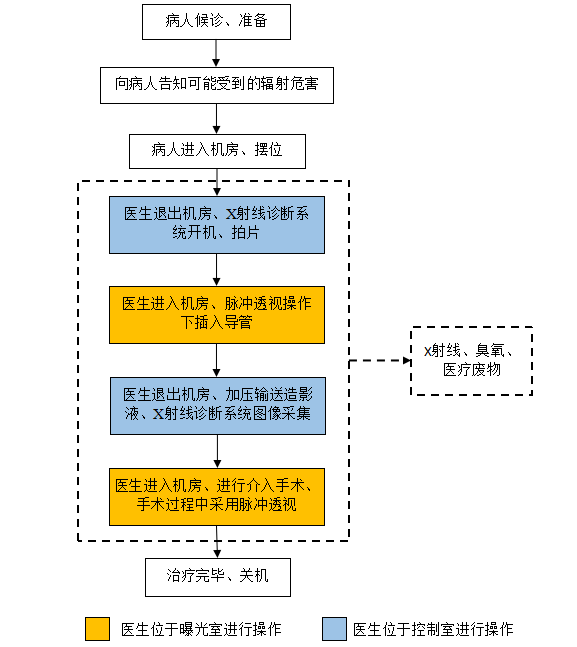 病人候诊、准备
向病人告知可能受到的辐射危害
病人进入机房、摆位
医生退出机房、X射线诊断系
统开机、拍片
医生进入机房、脉冲透视操作
下插入导管
x射线、臭氧、
医疗废物
医生退出机房、加压输送造影
液、X射线诊断系统图像采集
医生进入机房、进行介入手术、
手术过程中采用脉冲透视
治疗完毕、关机
医生位于曝光室进行操作
医生位于控制室进行操作